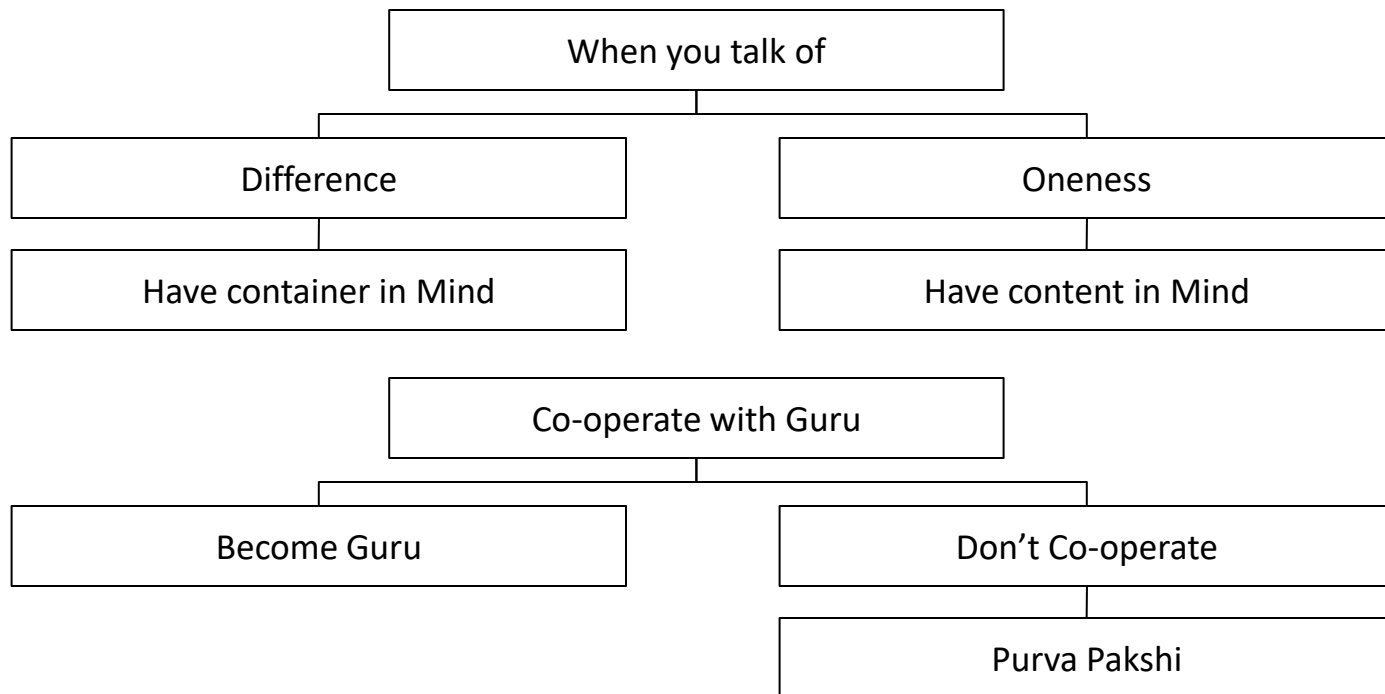 When you talk of
Difference
Oneness
Have container in Mind
Have content in Mind
Co-operate with Guru
Become Guru
Don’t Co-operate
Purva Pakshi